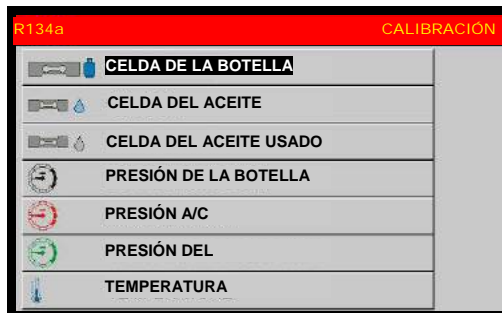 R134a CALIBRACIÓN
CELDA DE LA BOTELLA
CELDA DEL ACEITE
CELDA DEL ACEITE USADO
PRESIÓN DE LA BOTELLA
PRESIÓN A/C
PRESIÓN DEL
TEMPERATURA